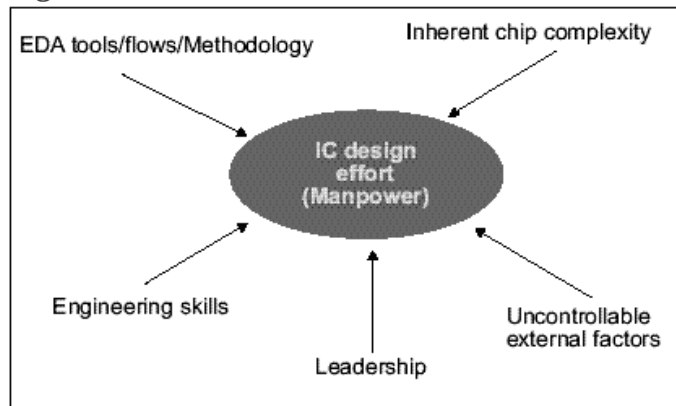 EDA tools/flows/Methodology
Inherent chip complexity
IC design
effort
(Manpower)
Engineering skills
Leadership
Uncontrollable
external factors